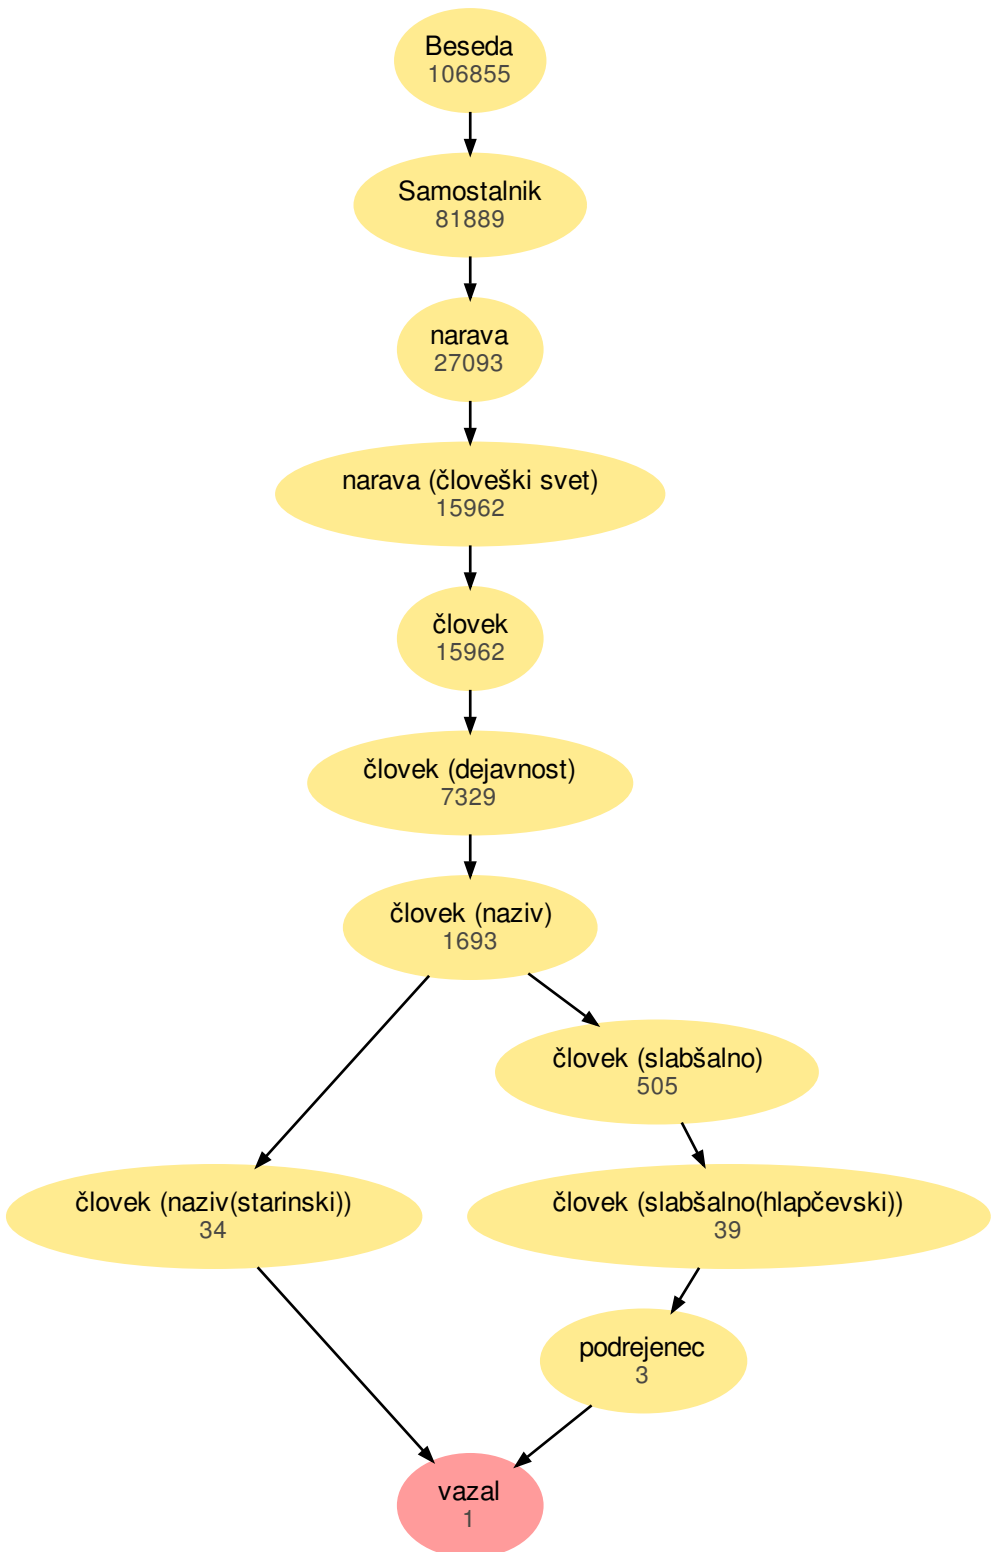 Beseda
106855
Samostalnik
81889
narava
27093
narava (človeški svet)
15962
človek
15962
človek (dejavnost)
7329
človek (naziv)
1693
človek (slabšalno)
505
človek (naziv(starinski))
34
človek (slabšalno(hlapčevski))
39
podrejenec
3
vazal
1